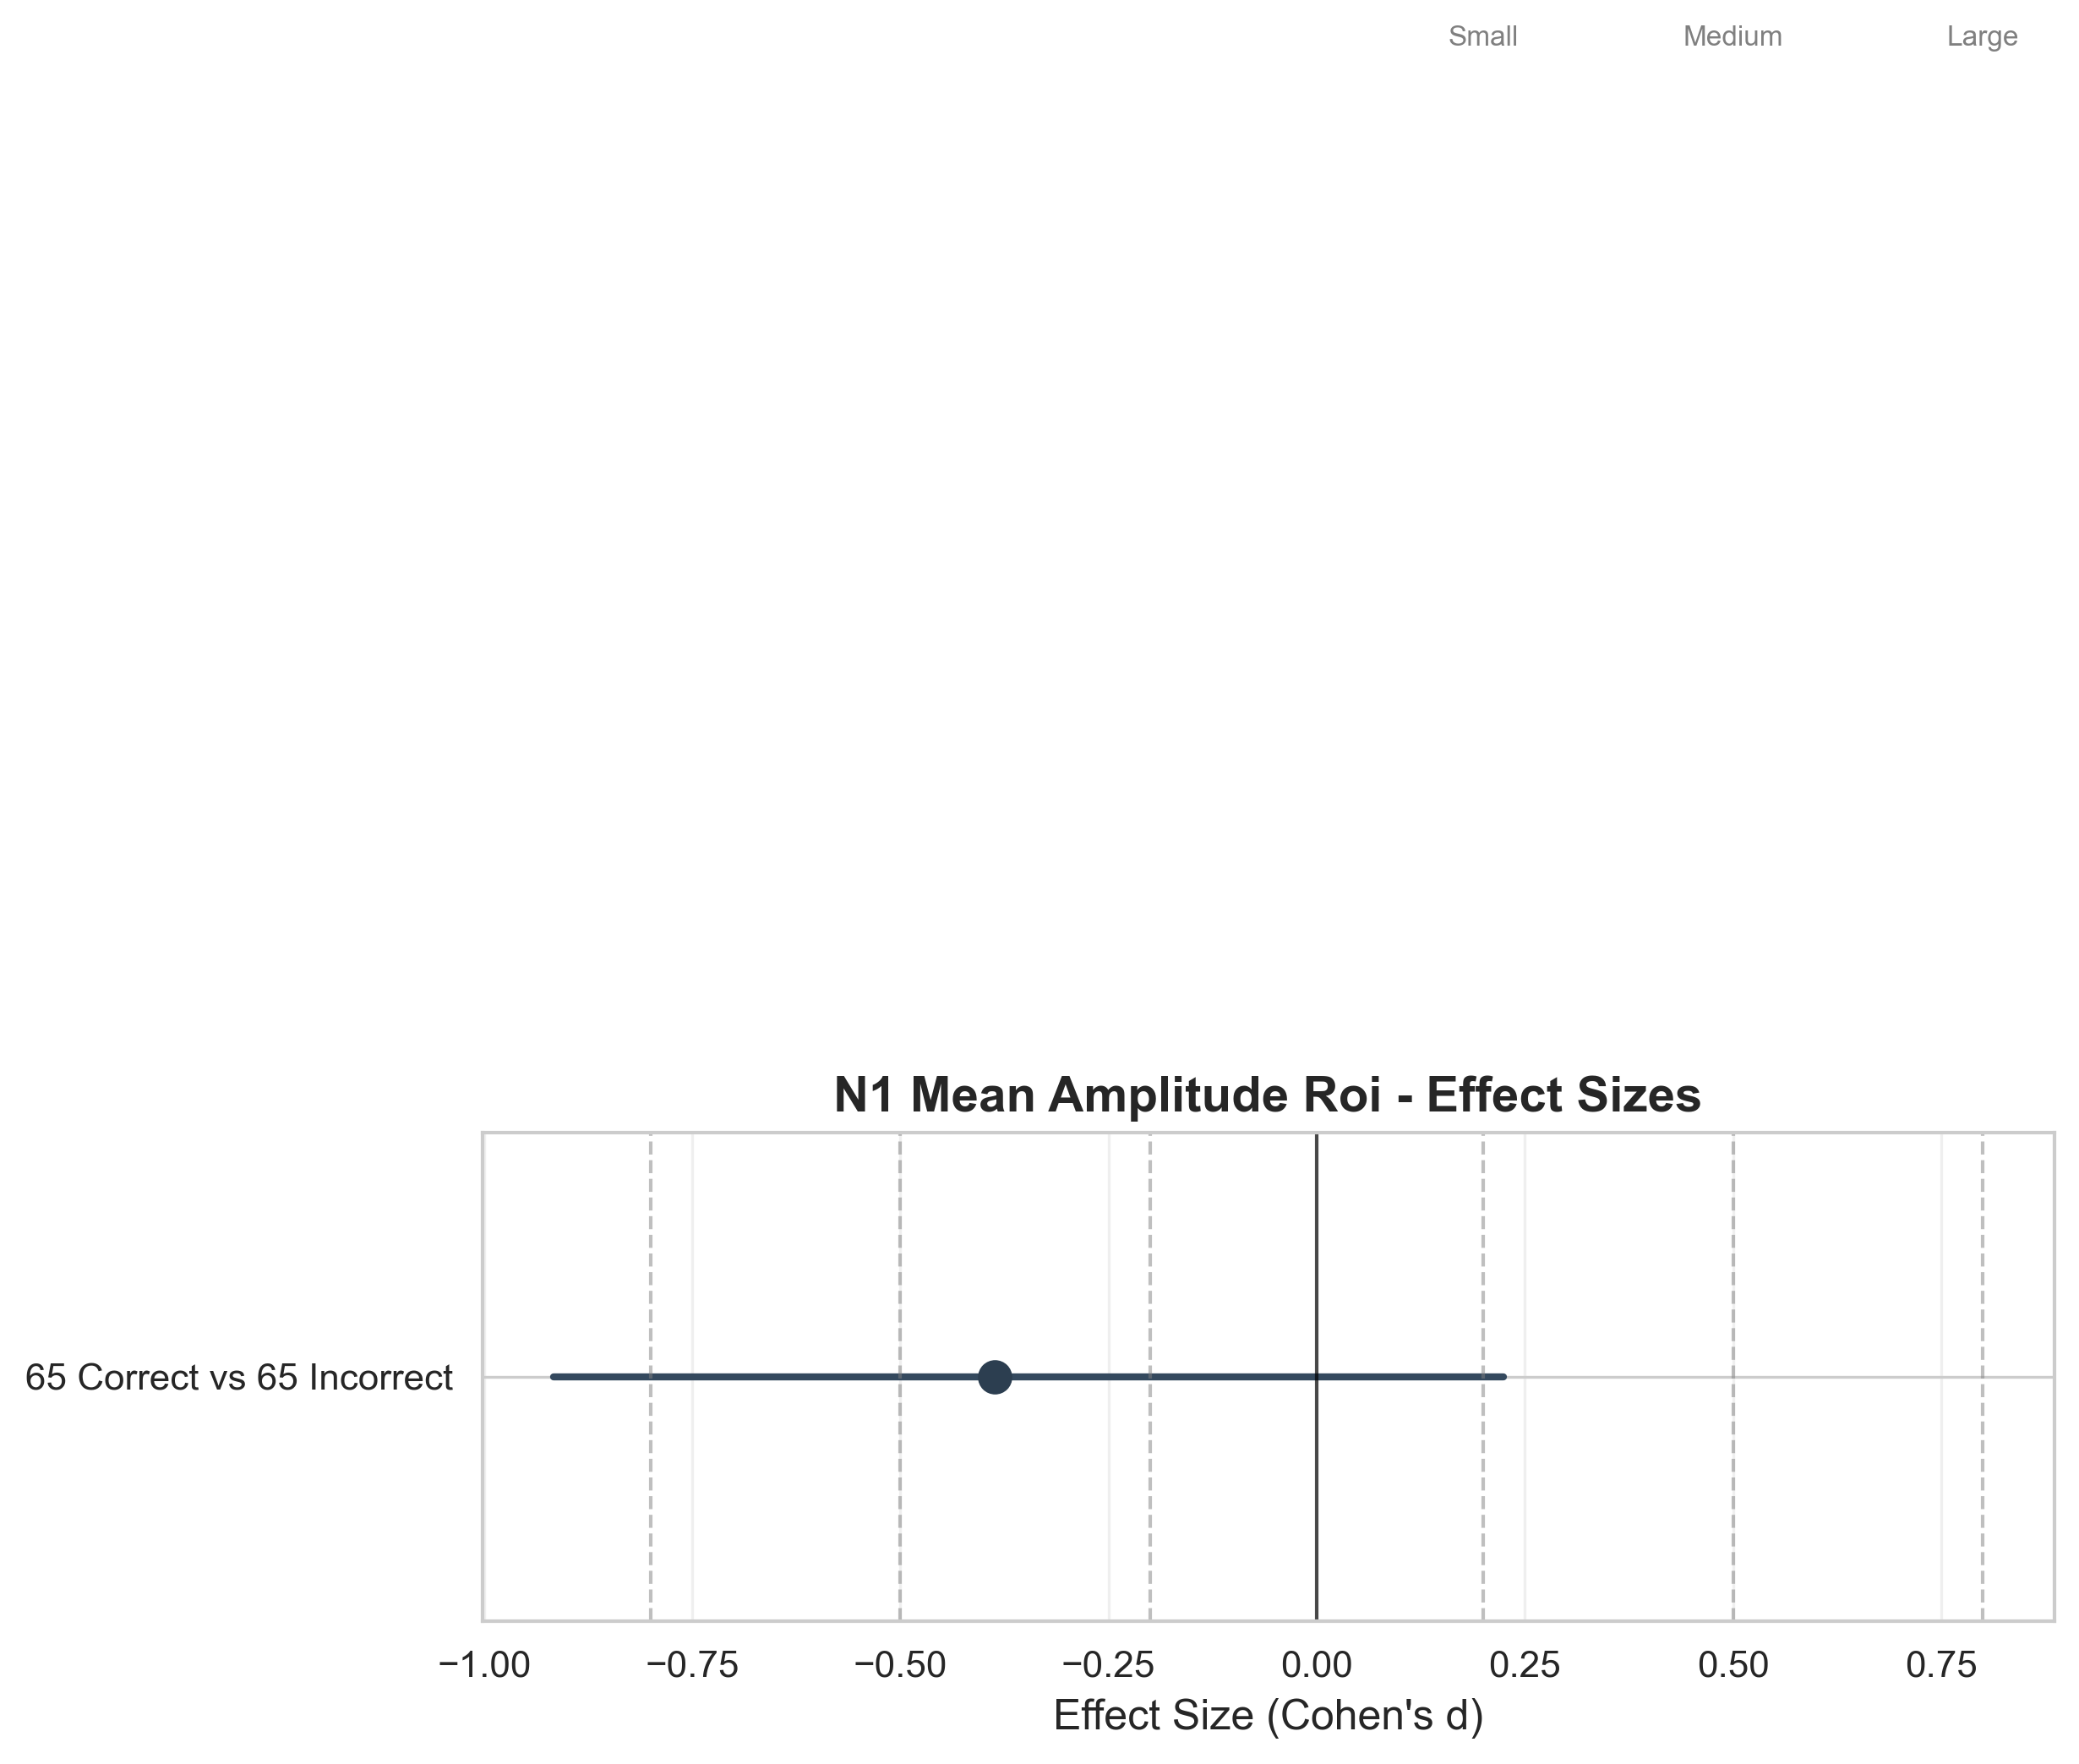 Small Medium Large
N1 Mean Amplitude Roi - Effect Sizes
65 Correct vs 65 Incorrect
−1.00 −0.75 −0.50 −0.25 0.00 0.25 0.50 0.75
Effect Size (Cohen's d)